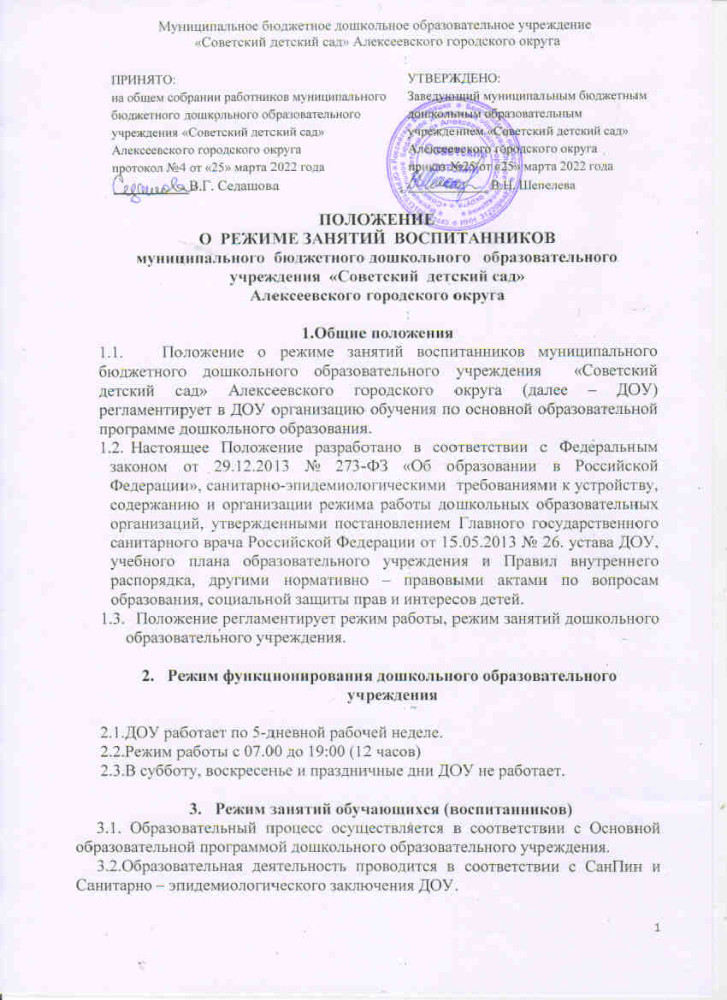 Муниципальное бюджетное дошкольное образовательное учреждение
«Советский детский сад» Алексеевского городского округа
ПРИНЯТО:
на общем собрании работников муниципального
бюджетного дошкольного образовательного
учреждения «Советский детский сад»
Алексеевского городского округа
протокол №4 от «25» марта 2022 года
В.Г. Седашова
УТВЕРЖДЕНО:
Заведующий муниципальным бюджетным
дошкольным образовательным
учреждением «Советский детский сад»
Алексеевского городского округа
приказ №25 от «25» марта 2022 года
В.Н. Шепелева
ПОЛОЖЕНИЕ
О РЕЖИМЕ ЗАНЯТИЙ ВОСПИТАННИКОВ
муниципального бюджетного дошкольного образовательного
учреждения «Советский детский сад»
Алексеевского городского округа
1.Общие положения
1.1. Положение о режиме занятий воспитанников муниципального
бюджетного дошкольного образовательного учреждения «Советский
детский сад» Алексеевского городского округа (далее – ДОУ)
регламентирует в ДОУ организацию обучения по основной образовательной
программе дошкольного образования.
1.2. Настоящее Положение разработано в соответствии с Федеральным
законом от 29.12.2013 № 273-ФЗ «Об образовании в Российской
Федерации», санитарно-эпидемиологическими требованиями к устройству,
содержанию и организации режима работы дошкольных образовательных
организаций, утвержденными постановлением Главного государственного
санитарного врача Российской Федерации от 15.05.2013 № 26. устава ДОУ,
учебного плана образовательного учреждения и Правил внутреннего
распорядка, другими нормативно – правовыми актами по вопросам
образования, социальной защиты прав и интересов детей.
1.3. Положение регламентирует режим работы, режим занятий дошкольного
образовательного учреждения.
2. Режим функционирования дошкольного образовательного
учреждения
2.1.ДОУ работает по 5-дневной рабочей неделе.
2.2.Режим работы с 07.00 до 19:00 (12 часов)
2.3.В субботу, воскресенье и праздничные дни ДОУ не работает.
3. Режим занятий обучающихся (воспитанников)
3.1. Образовательный процесс осуществляется в соответствии с Основной
образовательной программой дошкольного образовательного учреждения.
3.2.Образовательная деятельность проводится в соответствии с СанПин и
Санитарно – эпидемиологического заключения ДОУ.
1